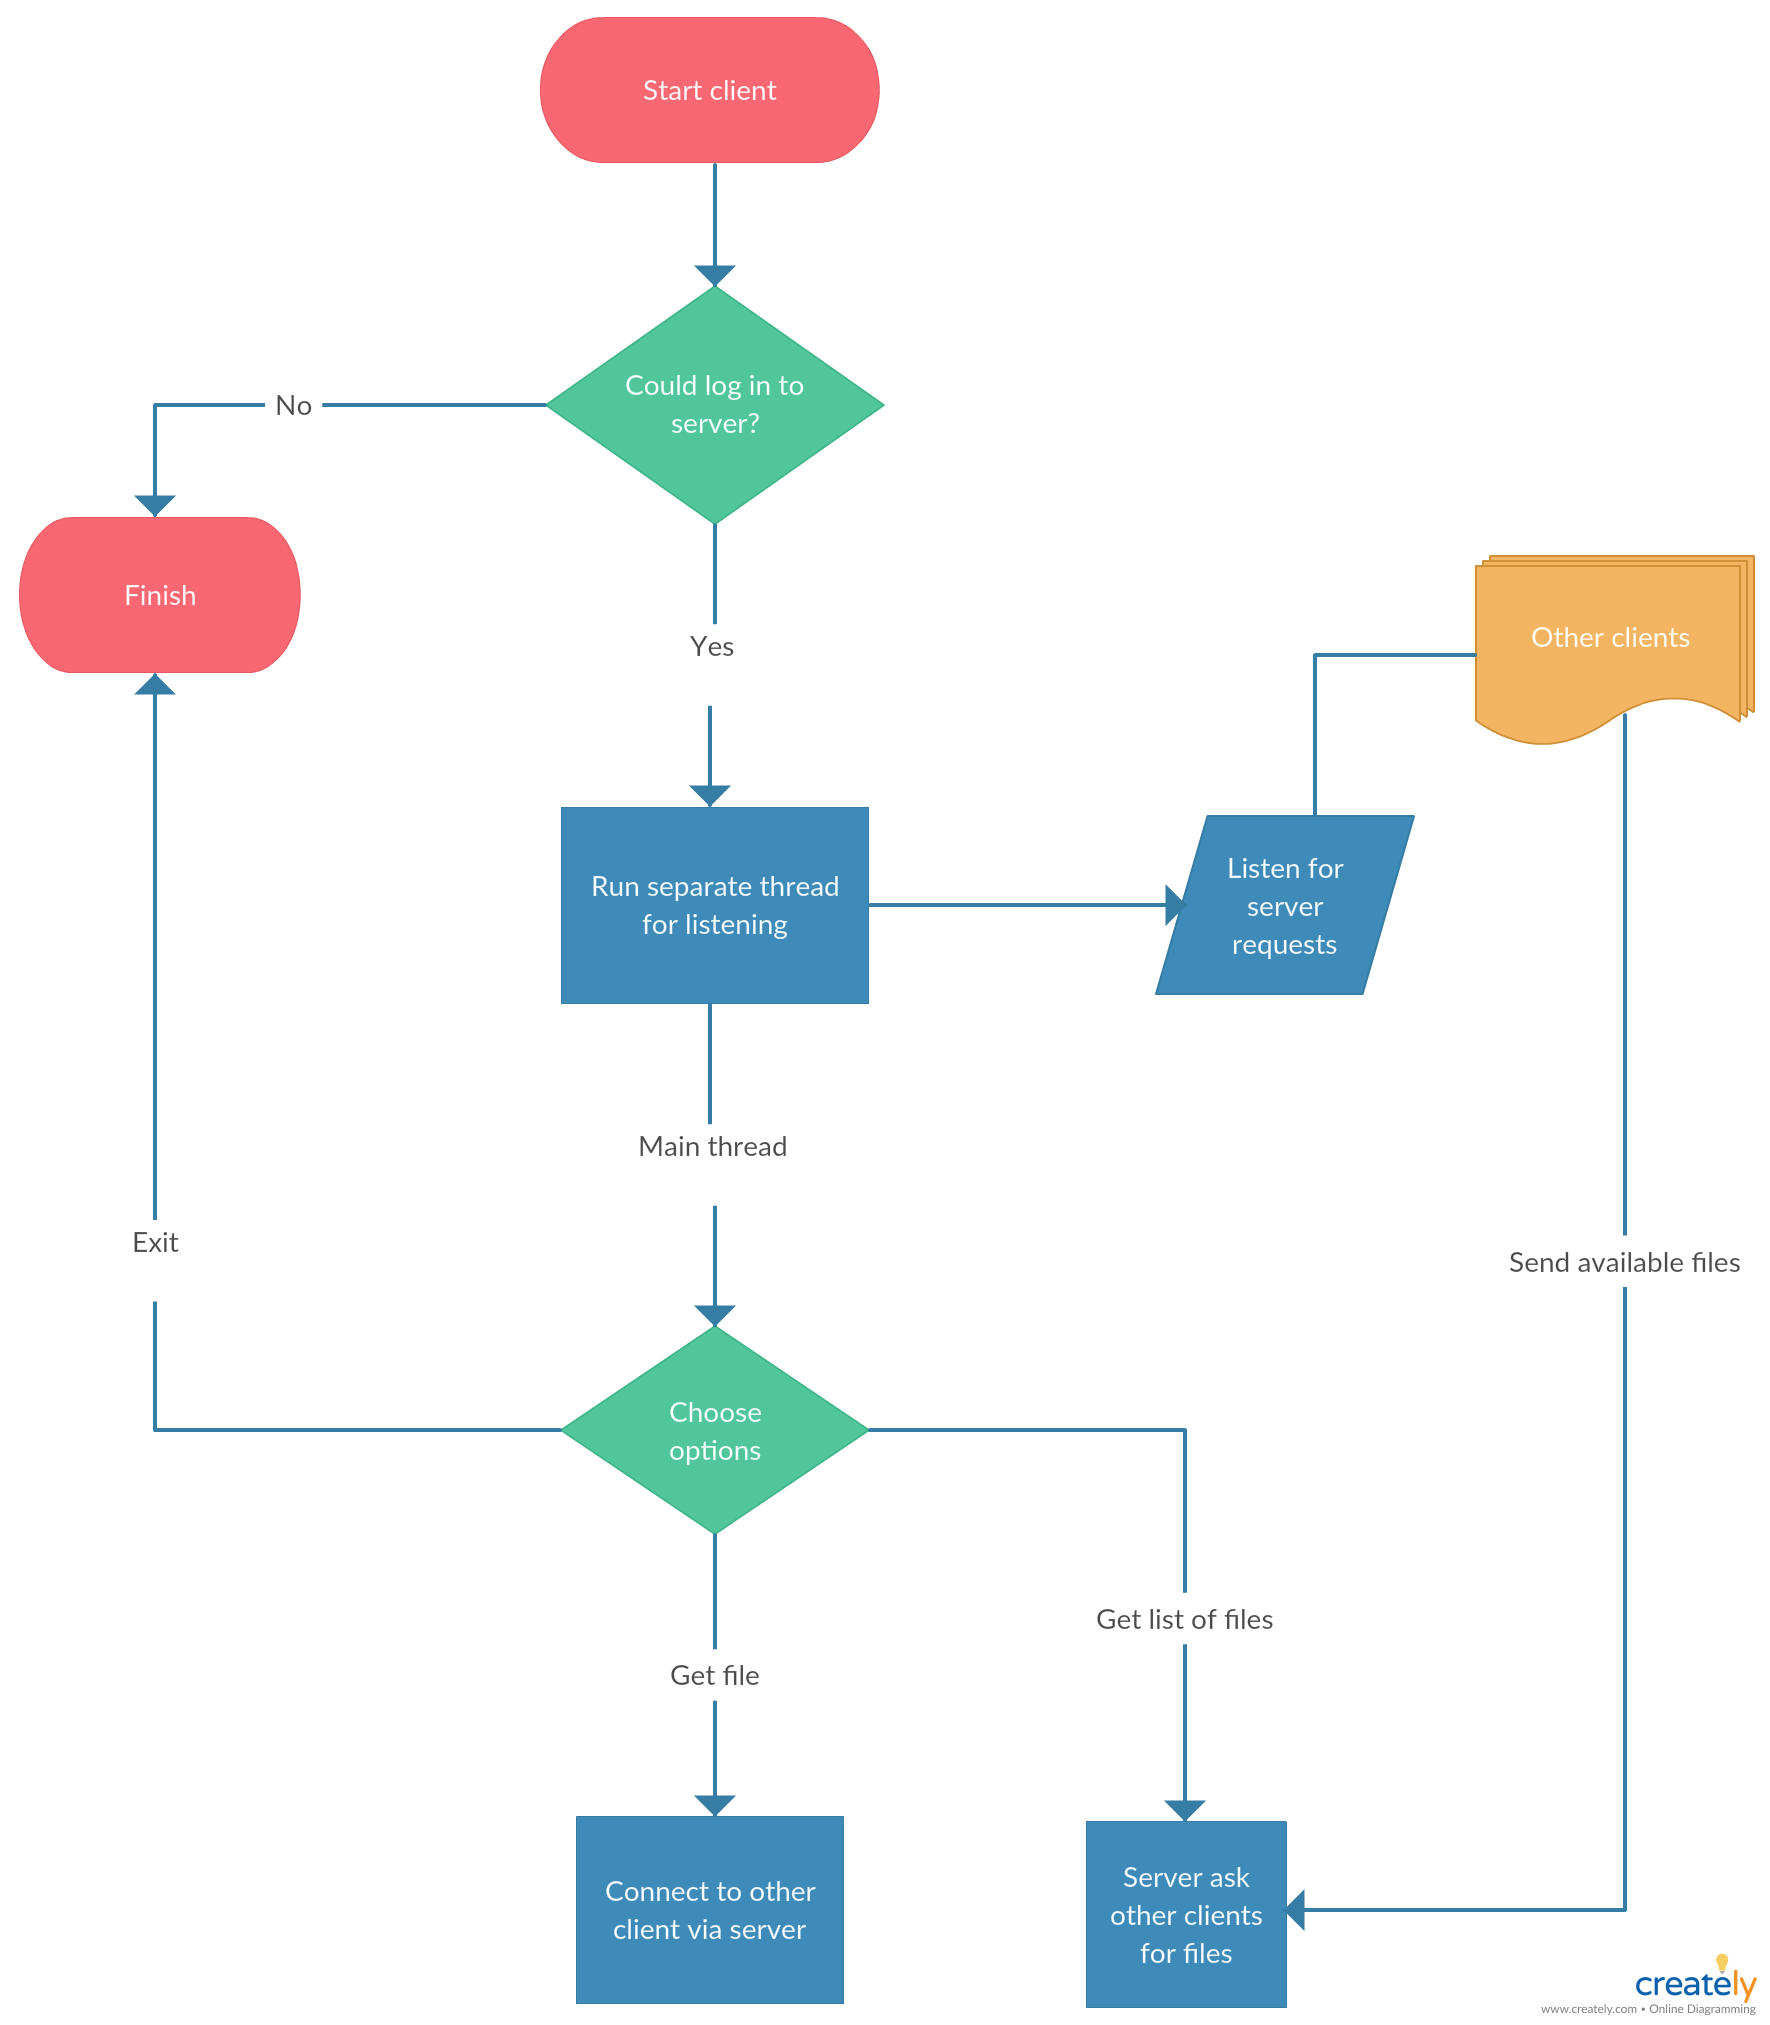 Start client
Could log in to
server?
No
Finish
Yes
Other clients
Run separate thread
for listening
Listen for
server
requests
Main thread
Exit
Send available files
Choose
options
Get list of files
Get file
Connect to other
client via server
Server ask
other clients
for files
creately
www.creately.com • Online Diagramming